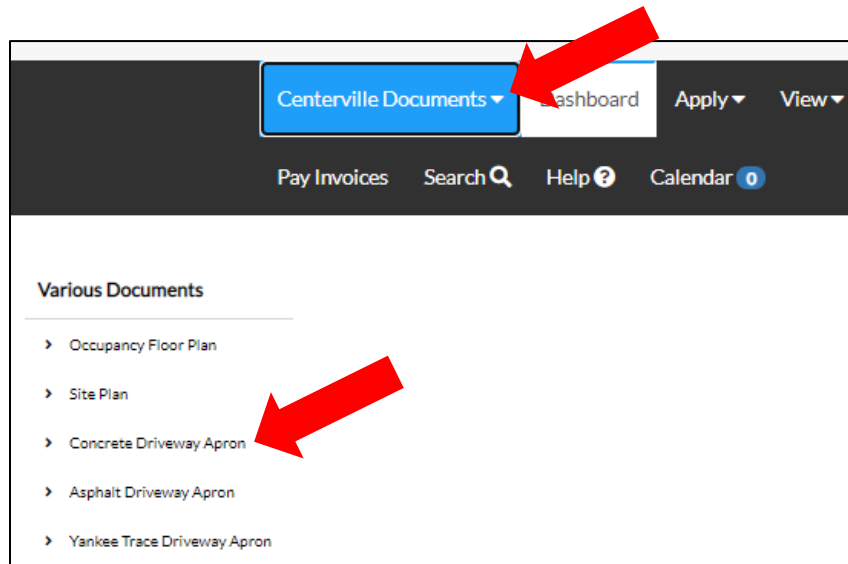 Centerville Documents Dashboard Apply View
Pay Invoices Search Help Calendar 0
Various Documents
Occupancy Floor Plan
Site Plan
Concrete Driveway Apron
Asphalt Driveway Apron
Yankee Trace Driveway Apron